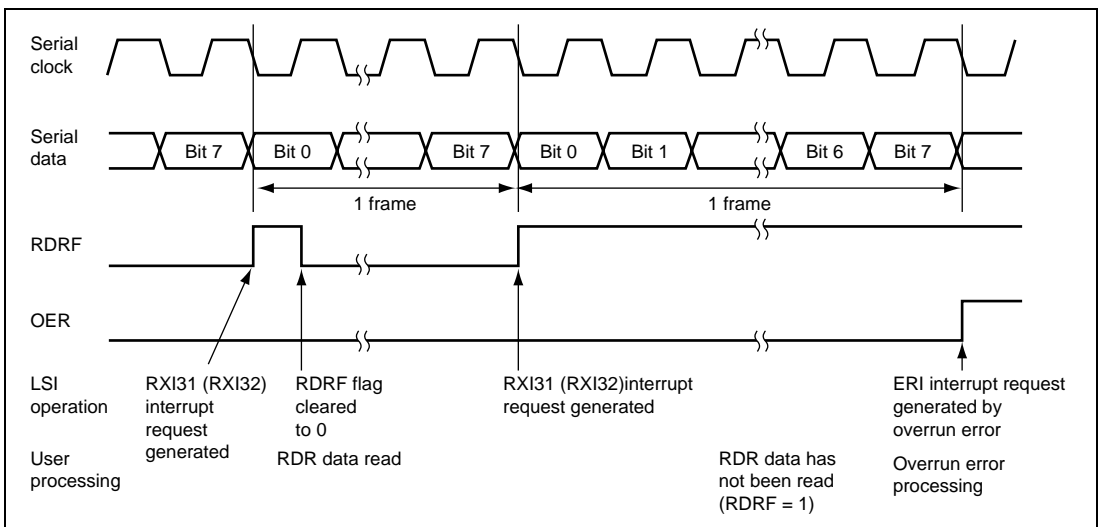 Serial
clock
Serial
data
Bit 7
Bit 0
Bit 7
Bit 0
Bit 1
Bit 6
Bit 7
1 frame
1 frame
RDRF
OER
LSI
operation
RXI31 (RXI32)
interrupt
request
generated
RDRF flag
cleared
to 0
RXI31 (RXI32)interrupt
request generated
ERI interrupt request
generated by
overrun error
User
processing
RDR data read
RDR data has
not been read
(RDRF = 1)
Overrun error
processing